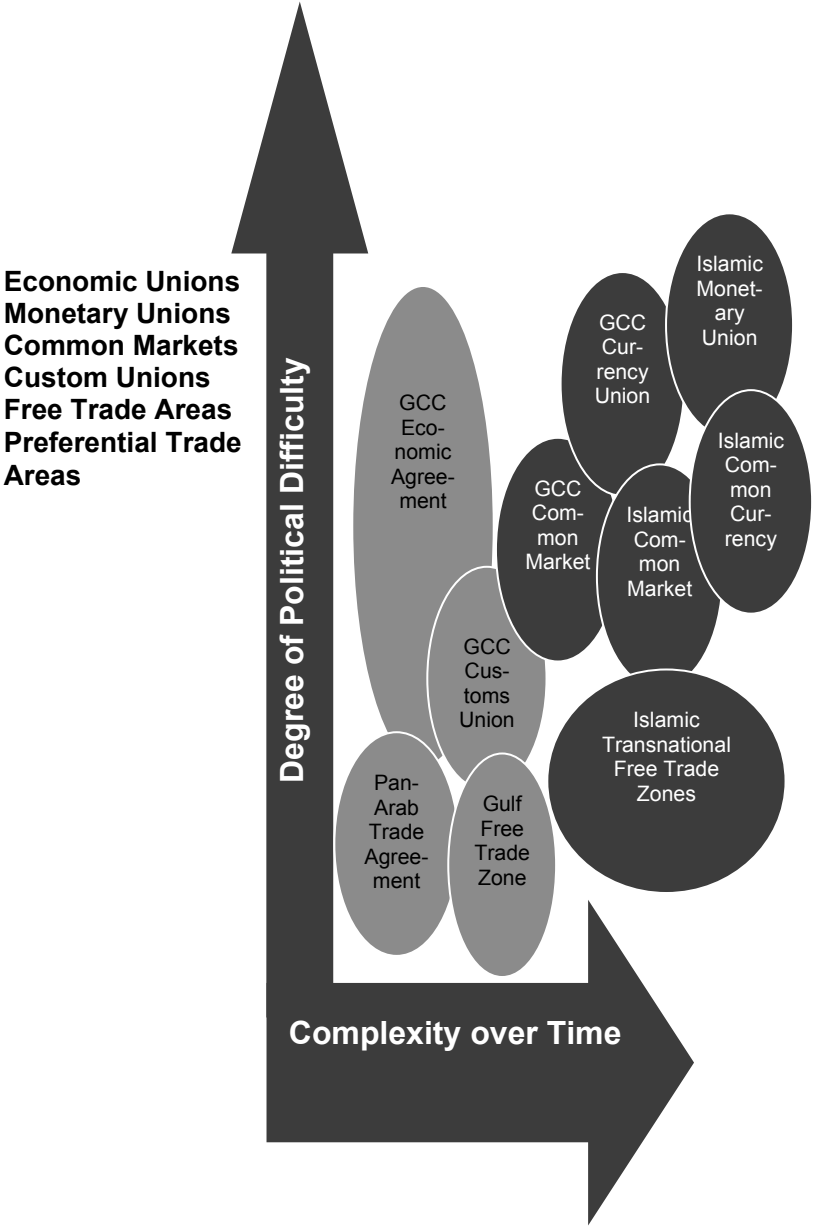 Economic Unions
Monetary Unions
Common Markets
Custom Unions
Free Trade Areas
Preferential Trade
Areas
Degree of Political Difficulty
GCC
Eco-
nomic
Agree-
ment
GCC
Cus-
toms
Union
Pan-
Arab
Trade
Agree-
ment
Gulf
Free
Trade
Zone
GCC
Com-
mon
Market
GCC
Cur-
rency
Union
Islamic
Monet-
ary
Union
Islamic
Com-
mon
Market
Islamic
Com-
mon
Cur-
rency
Islamic
Transnational
Free Trade
Zones
Complexity over Time